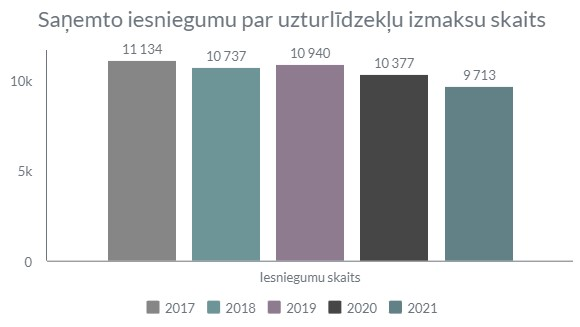 Saņemto iesniegumu par uzturlīdzekļu izmaksu skaits
11 134
10 737
10 940
10 377
9 713
10k
5k
0
Iesniegumu skaits
2017 2018 2019 2020 2021